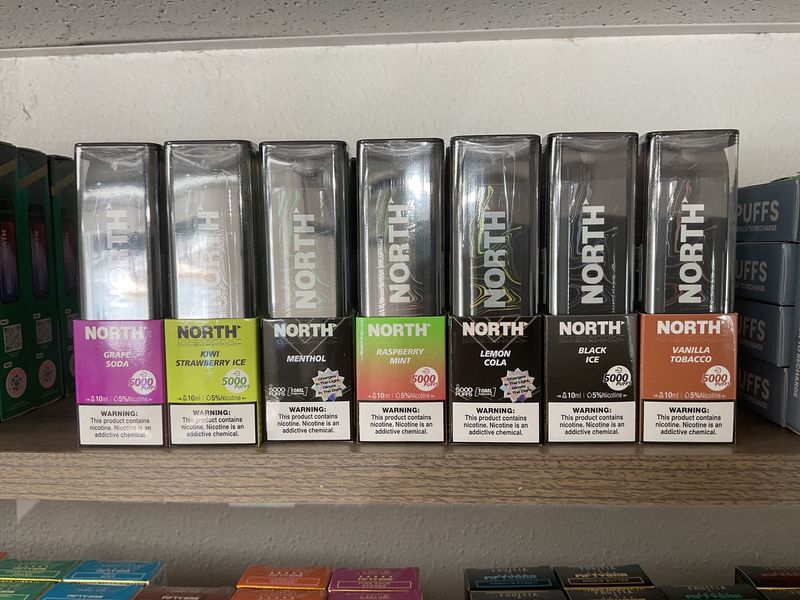 NORTH
NORTH
NORTH
NORTH
NORTH
NORTH
NORTH
NORTH
GRAPE
SODA
5000
PUFFS
10ml | 5% Nicotine
WARNING:
This product contains
nicotine. Nicotine is an
addictive chemical.
NORTH
KIWI
STRAWBERRY ICE
5000
PUFFS
10ml | 5% Nicotine
WARNING:
This product contains
nicotine. Nicotine is an
addictive chemical.
NORTH
MENTHOL
5000
PUFFS
10ML
WARNING:
This product contains
nicotine. Nicotine is an
addictive chemical.
NORTH
RASPBERRY
MINT
5000
PUFFS
10ml | 5% Nicotine
WARNING:
This product contains
nicotine. Nicotine is an
addictive chemical.
NORTH
LEMON
COLA
5000
PUFFS
10ML
WARNING:
This product contains
nicotine. Nicotine is an
addictive chemical.
NORTH
BLACK
ICE
5000
PUFFS
10ml | 5% Nicotine
WARNING:
This product contains
nicotine. Nicotine is an
addictive chemical.
NORTH
VANILLA
TOBACCO
5000
PUFFS
10ml | 5% Nicotine
WARNING:
This product contains
nicotine. Nicotine is an
addictive chemical.
PUFFS
PUFFS